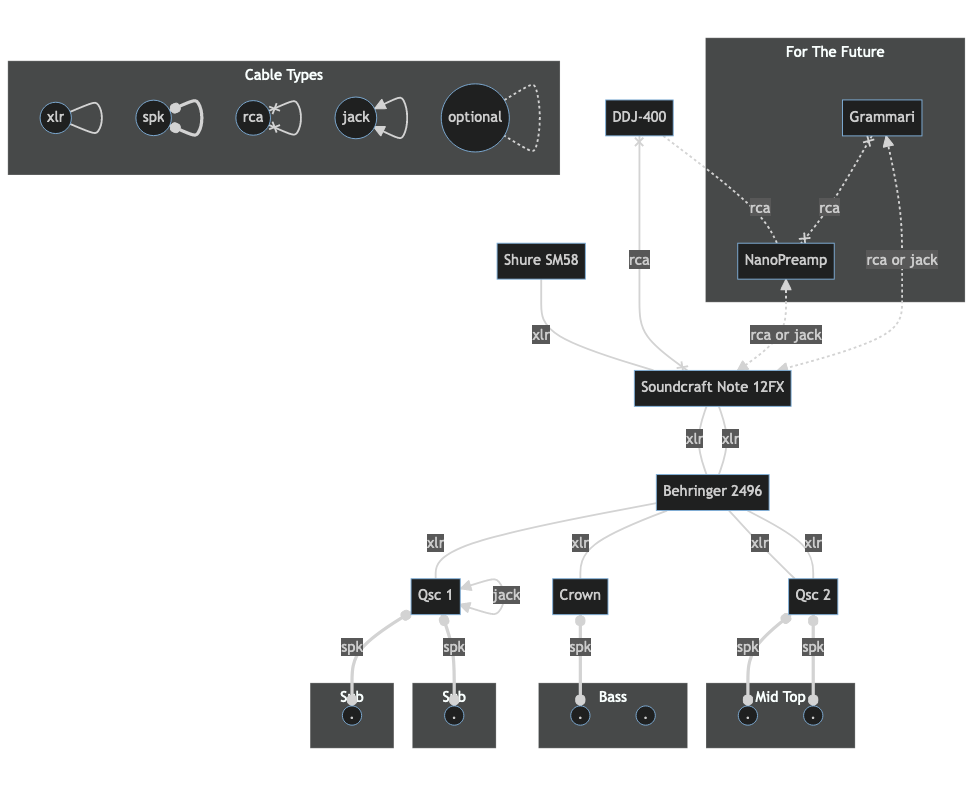 For The Future
Cable Types
xlr
spk
rca
jack
optional
DDJ-400
Grammari
rca
rca
Shure SM58
rca
NanoPreamp
rca or jack
xlr
rca or jack
Soundcraft Note 12FX
xlr
xlr
Behringer 2496
xlr
xlr
xlr
xlr
Qsc 1
jack
Crown
Qsc 2
spk
spk
spk
spk
spk
Sub
Sub
Bass
Mid Top
.
.
.
.
.
.